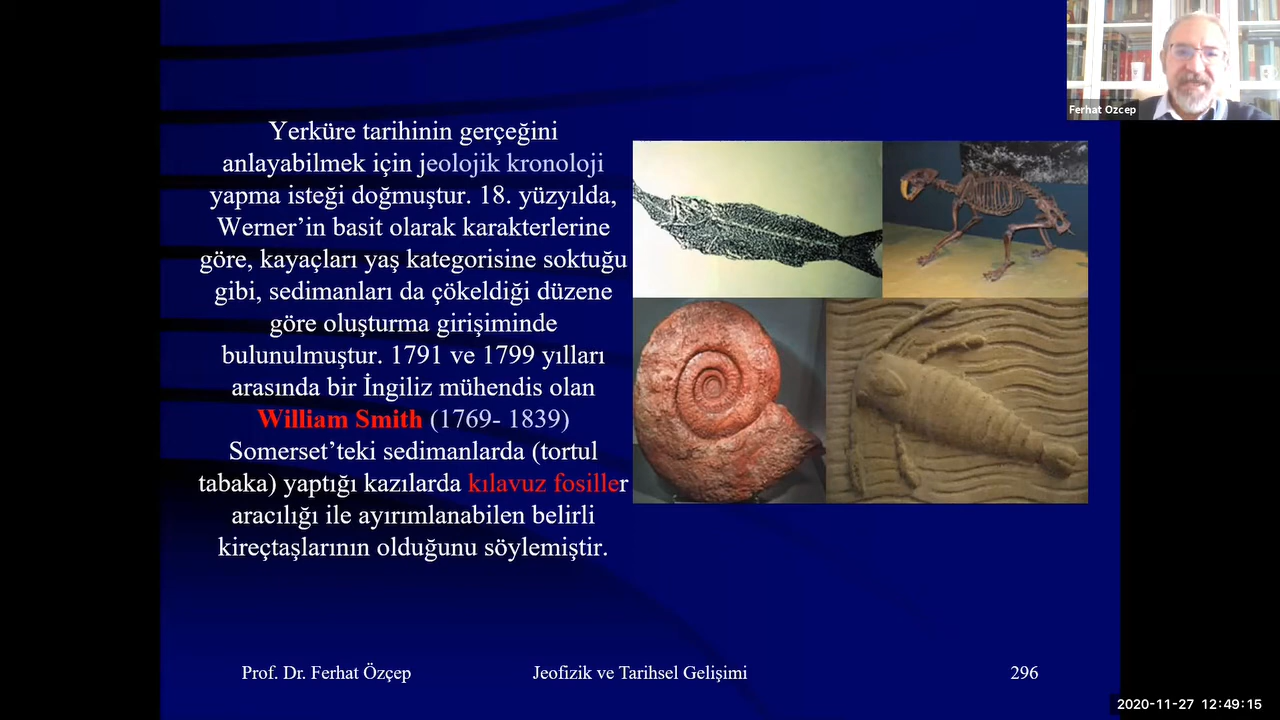 Ferhat Ozcep
Yerküre tarihinin gerçeğini
anlayabilmek için jeolojik kronoloji
yapma isteği doğmuştur. 18. yüzyılda,
Werner’in basit olarak karakterlerine
göre, kayaçları yaş kategorisine soktuğu
gibi, sedimanları da çökeldiği düzene
göre oluşturma girişiminde
bulunulmuştur. 1791 ve 1799 yılları
arasında bir İngiliz mühendis olan
William Smith (1769- 1839)
Somerset’teki sedimanlarda (tortul
tabaka) yaptığı kazılarda kılavuz fosiller
aracılığı ile ayırımlanabilen belirli
kireçtaşlarının olduğunu söylemiştir.
Prof. Dr. Ferhat Özçep Jeofizik ve Tarihsel Gelişimi 296
2020-11-27 12:49:15